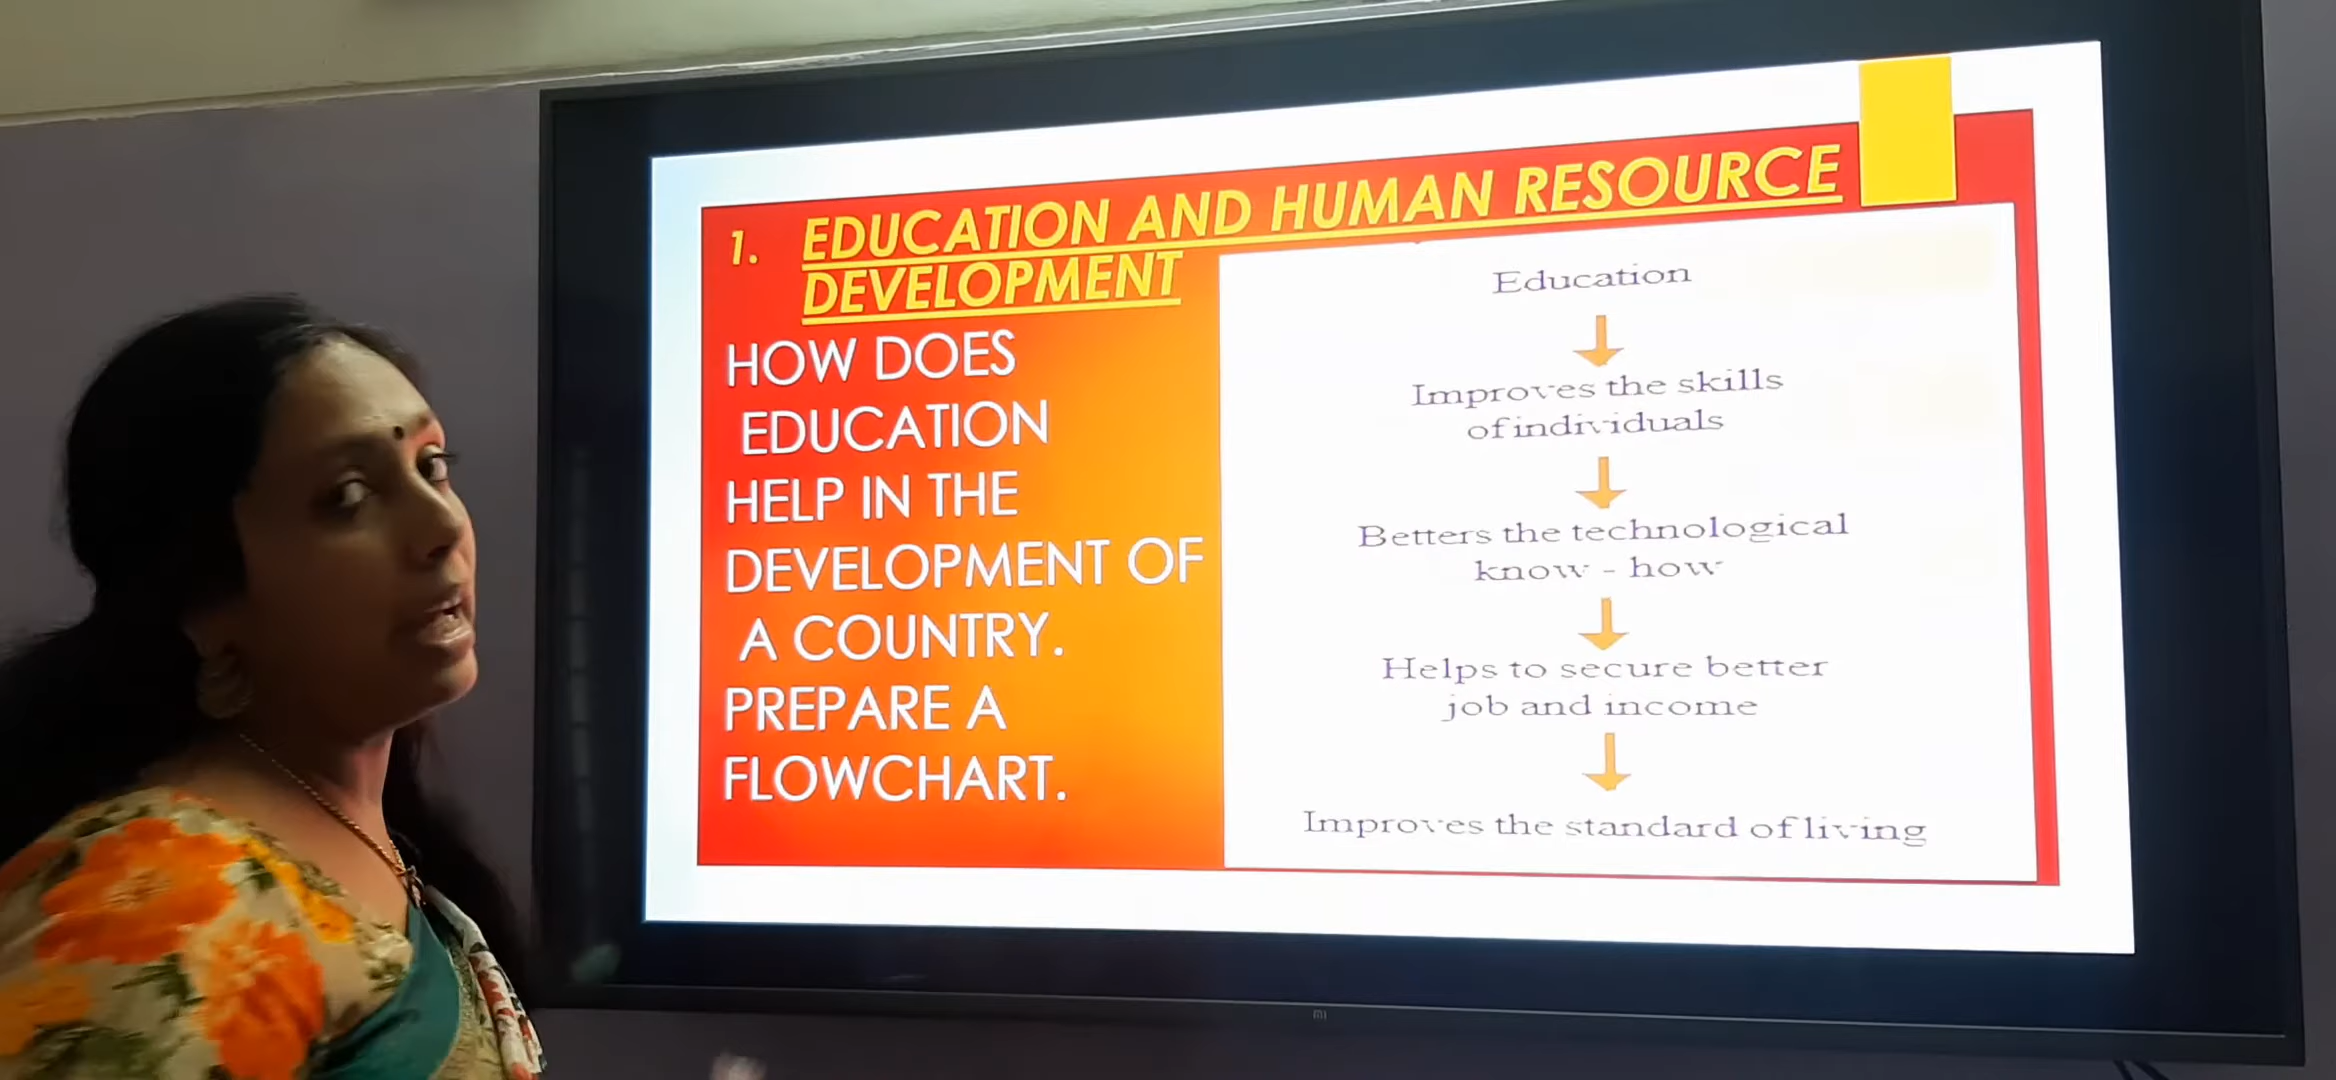 1. EDUCATION AND HUMAN RESOURCE
DEVELOPMENT
HOW DOES
EDUCATION
HELP IN THE
DEVELOPMENT OF
A COUNTRY.
PREPARE A
FLOWCHART.
Education
Improves the skills
of individuals
Betters the technological
know - how
Helps to secure better
job and income
Improves the standard of living
mi